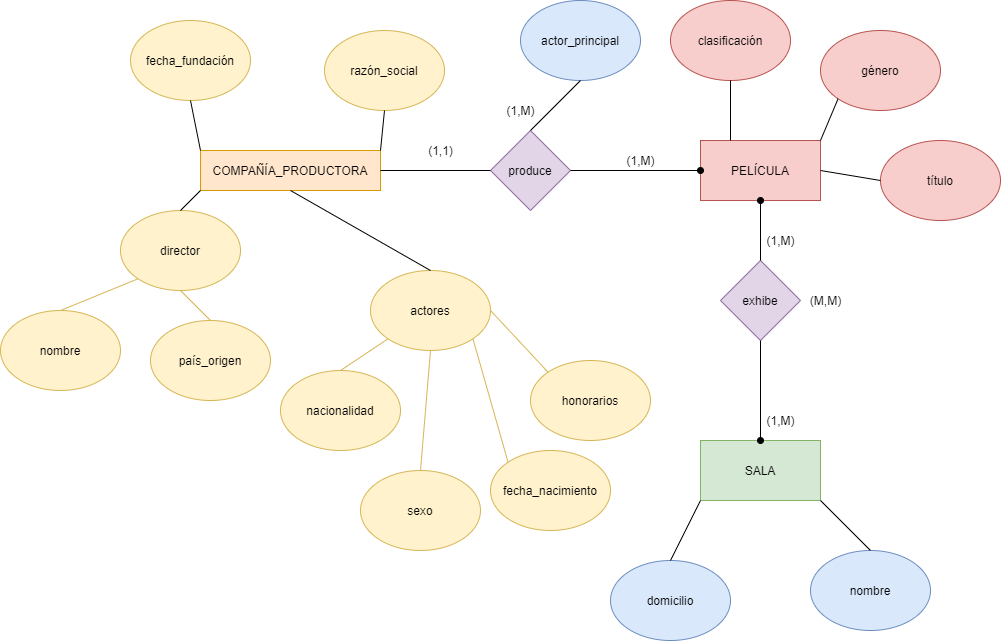 actor_principal
clasificación
fecha_fundación
razón_social
género
(1,M)
(1,1)
(1,M)
COMPAÑÍA_PRODUCTORA
produce
PELÍCULA
título
director
(1,M)
actores
exhibe
(M,M)
nombre
país_origen
nacionalidad
honorarios
(1,M)
SALA
fecha_nacimiento
sexo
domicilio
nombre